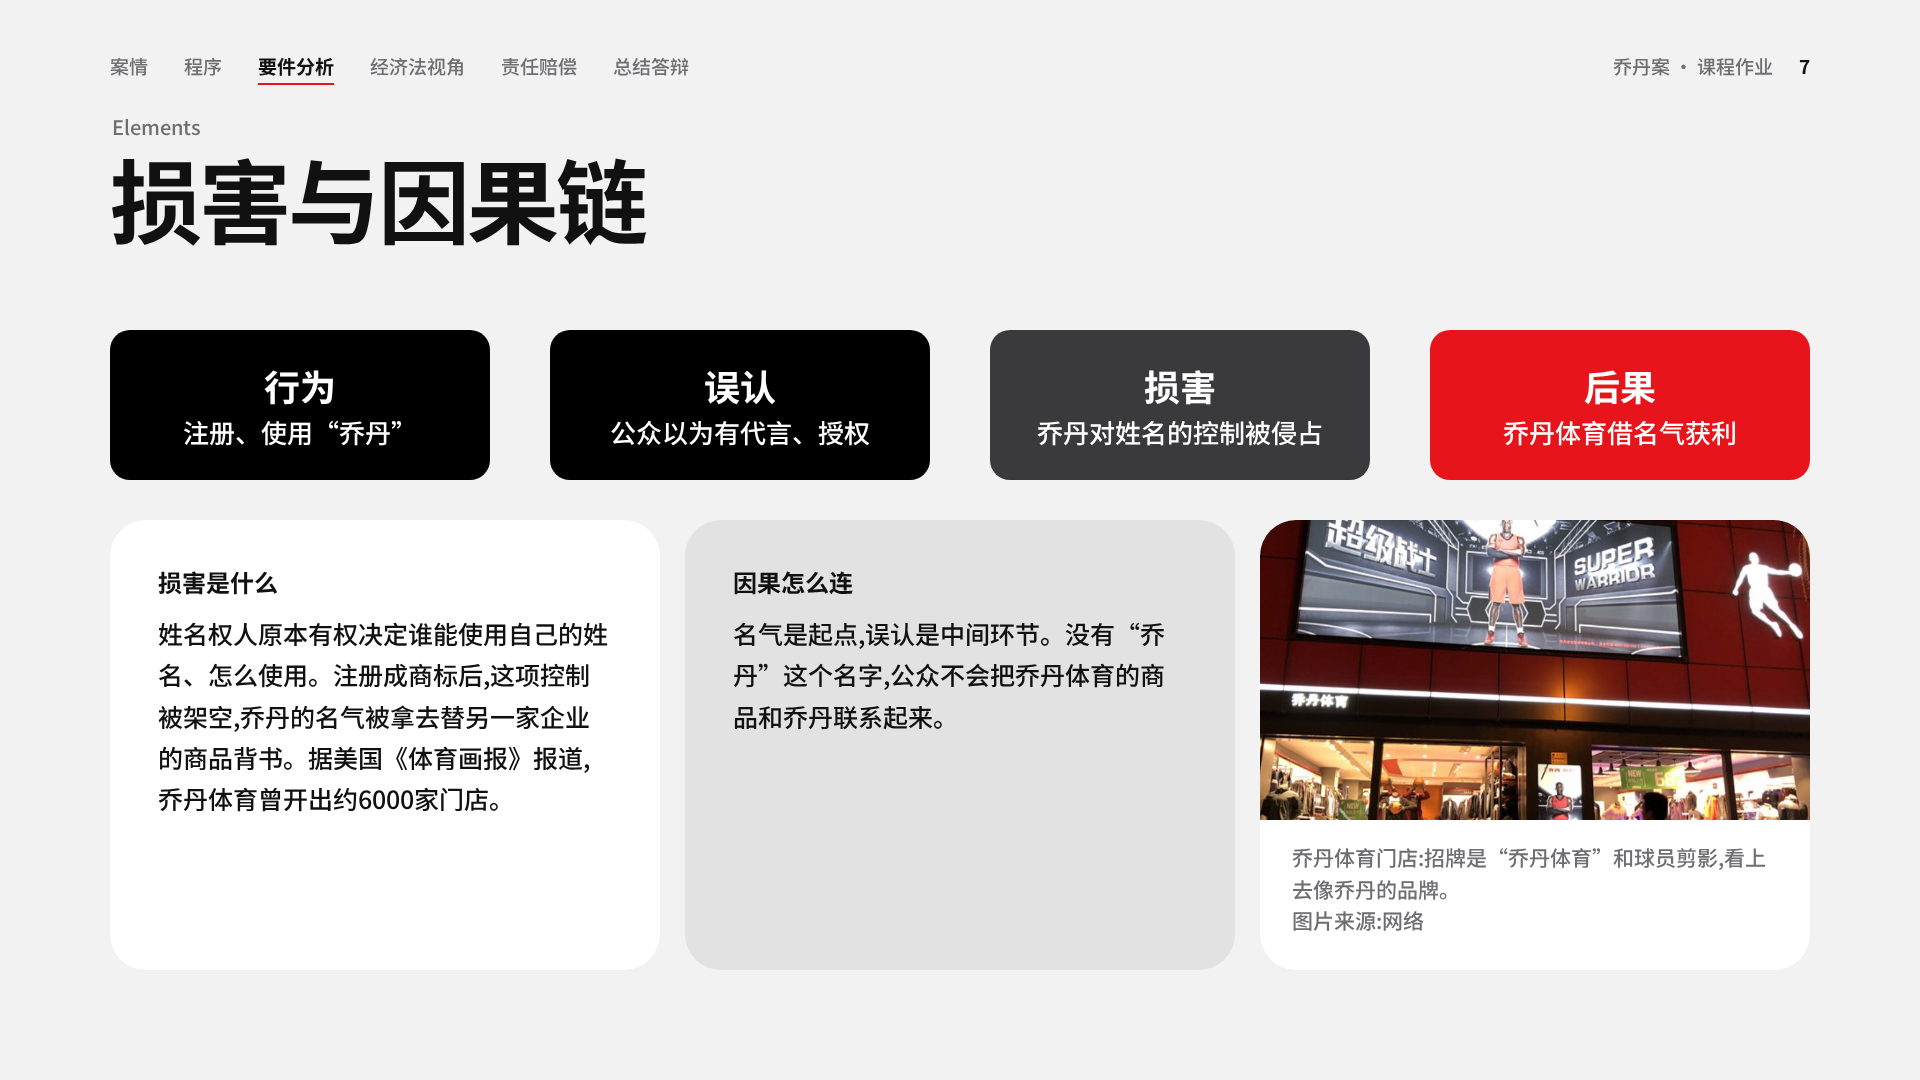 案情 程序 要件分析 经济法视角 责任赔偿 总结答辩
乔丹案 · 课程作业 7
Elements
损害与因果链
行为
注册、使用“乔丹”
误认
公众以为有代言、授权
损害
乔丹对姓名的控制被侵占
后果
乔丹体育借名气获利
损害是什么
姓名权人原本有权决定谁能使用自己的姓
名、怎么使用。注册成商标后,这项控制
被架空,乔丹的名气被拿去替另一家企业
的商品背书。据美国《体育画报》报道,
乔丹体育曾开出约6000家门店。
因果怎么连
名气是起点,误认是中间环节。没有“乔
丹”这个名字,公众不会把乔丹体育的商
品和乔丹联系起来。
超级战士
SUPER
WARRIOR
乔丹体育
NEW
乔丹体育门店:招牌是“乔丹体育”和球员剪影,看上
去像乔丹的品牌。
图片来源:网络